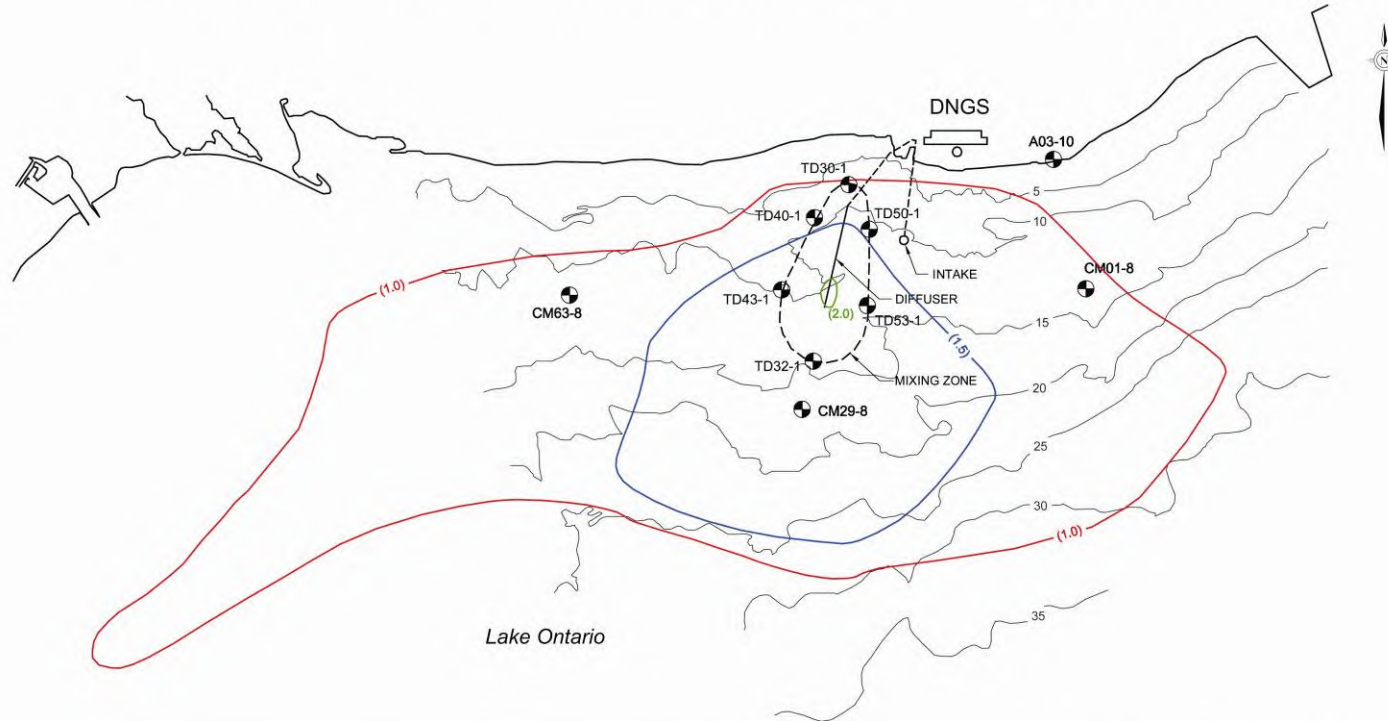 N
DNGS
A03-10
TD30-1
5
TD40-1
TD50-1
10
INTAKE
CM01-8
(1.0)
TD43-1
DIFFUSER
CM63-8
(2.0)
TD53-1
15
(1.5)
TD32-1
MIXING ZONE
20
CM29-8
25
30
(1.0)
35
Lake Ontario